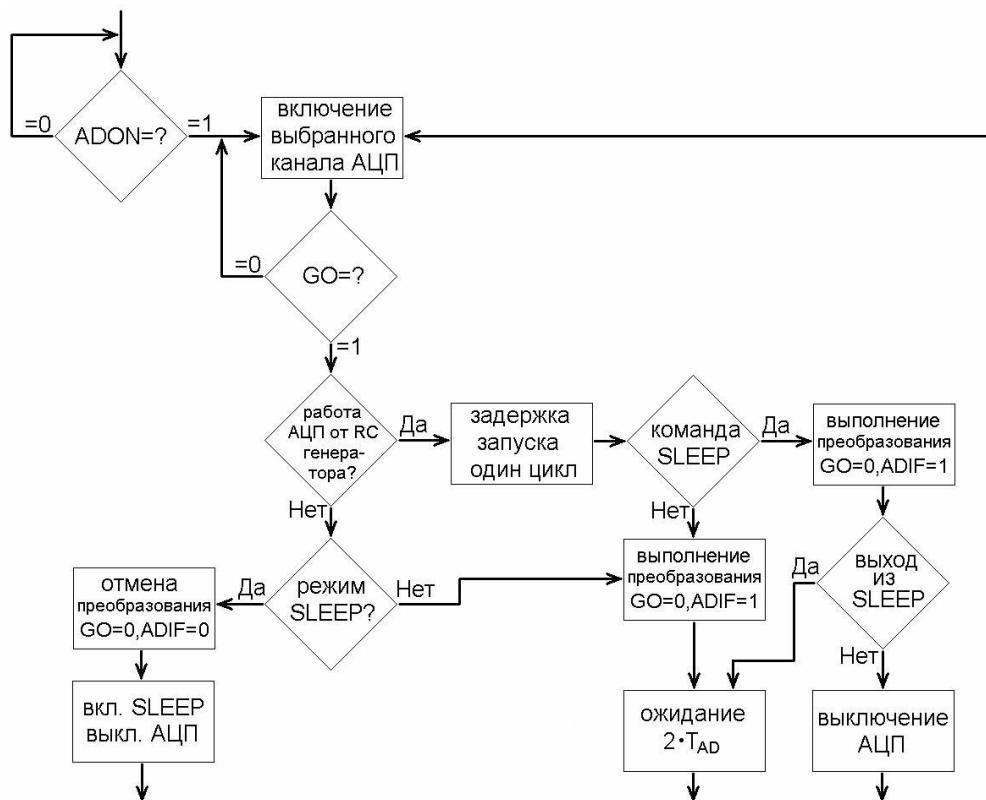 =0
ADON=?
=1
включение
выбранного
канала АЦП
=0
GO=?
=1
работа
АЦП от RC
генера-
тора?
Да
задержка
запуска
один цикл
команда
SLEEP
Да
выполнение
преобразования
GO=0,ADIF=1
Нет
Нет
режим
SLEEP?
Да
Нет
отмена
преобразования
GO=0,ADIF=0
выполнение
преобразования
GO=0,ADIF=1
Да
выход
из
SLEEP
Нет
вкл. SLEEP
выкл. АЦП
ожидание
2·TAD
выключение
АЦП